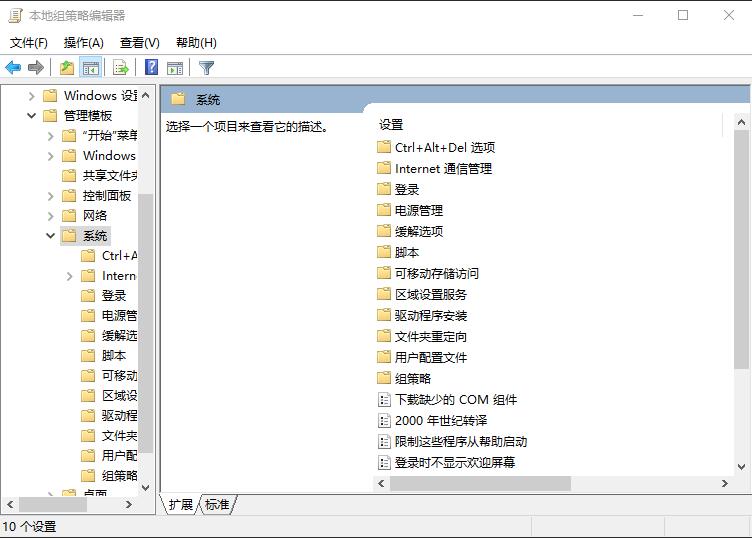 本地组策略编辑器
文件(F) 操作(A) 查看(V) 帮助(H)
Windows 设
管理模板
"开始"菜单
Windows
共享文件夹
控制面板
网络
系统
Ctrl+A
Intern
登录
电源管
缓解选
脚本
可移动
区域设
驱动程
文件夹
用户配
组策略
桌面
系统
选择一个项目来查看它的描述。
设置
Ctrl+Alt+Del 选项
Internet 通信管理
登录
电源管理
缓解选项
脚本
可移动存储访问
区域设置服务
驱动程序安装
文件夹重定向
用户配置文件
组策略
下载缺少的 COM 组件
2000 年世纪转译
限制这些程序从帮助启动
登录时不显示欢迎屏幕
扩展 标准
10 个设置